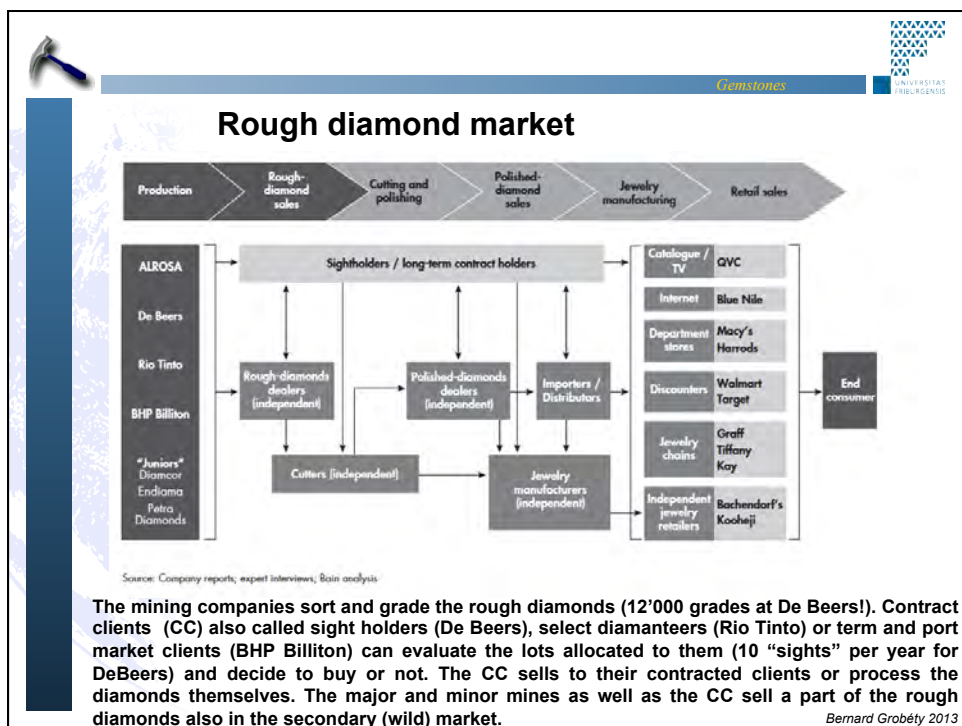 Gemstones
UNIVERSITAS
FRIBURGENSIS
Rough diamond market
Production
Rough-
diamond
sales
Cutting and
polishing
Polished-
diamond
sales
Jewelry
manufacturing
Retail sales
ALROSA
De Beers
Rio Tinto
BHP Billiton
"Juniors"
Diamcor
Endiama
Petra
Diamonds
Sightholders / long-term contract holders
Rough-diamonds
dealers
(independent)
Polished-diamonds
dealers
(independent)
Importers /
Distributors
Cutters (independent)
Jewelry
manufacturers
(independent)
Catalogue /
TV
QVC
Internet
Blue Nile
Department
stores
Macy's
Harrods
Discounters
Walmart
Target
Jewelry
chains
Graff
Tiffany
Kay
Independent
jewelry
retailers
Bachendorf's
Kooheji
End
consumer
Source: Company reports; expert interviews; Bain analysis
The mining companies sort and grade the rough diamonds (12'000 grades at De Beers!). Contract
clients (CC) also called sight holders (De Beers), select diamanteers (Rio Tinto) or term and port
market clients (BHP Billiton) can evaluate the lots allocated to them (10 “sights” per year for
DeBeers) and decide to buy or not. The CC sells to their contracted clients or process the
diamonds themselves. The major and minor mines as well as the CC sell a part of the rough
diamonds also in the secondary (wild) market.
Bernard Grobéty 2013